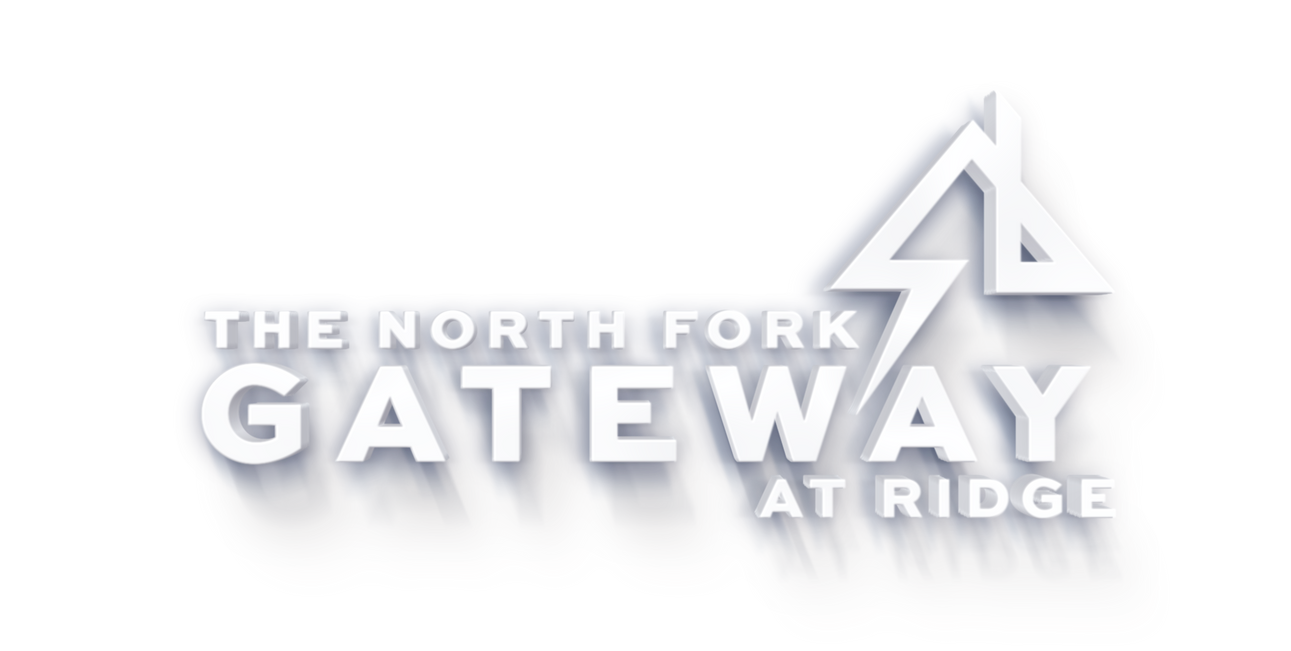 THE NORTH FORK
GATEWAY
AT RIDGE